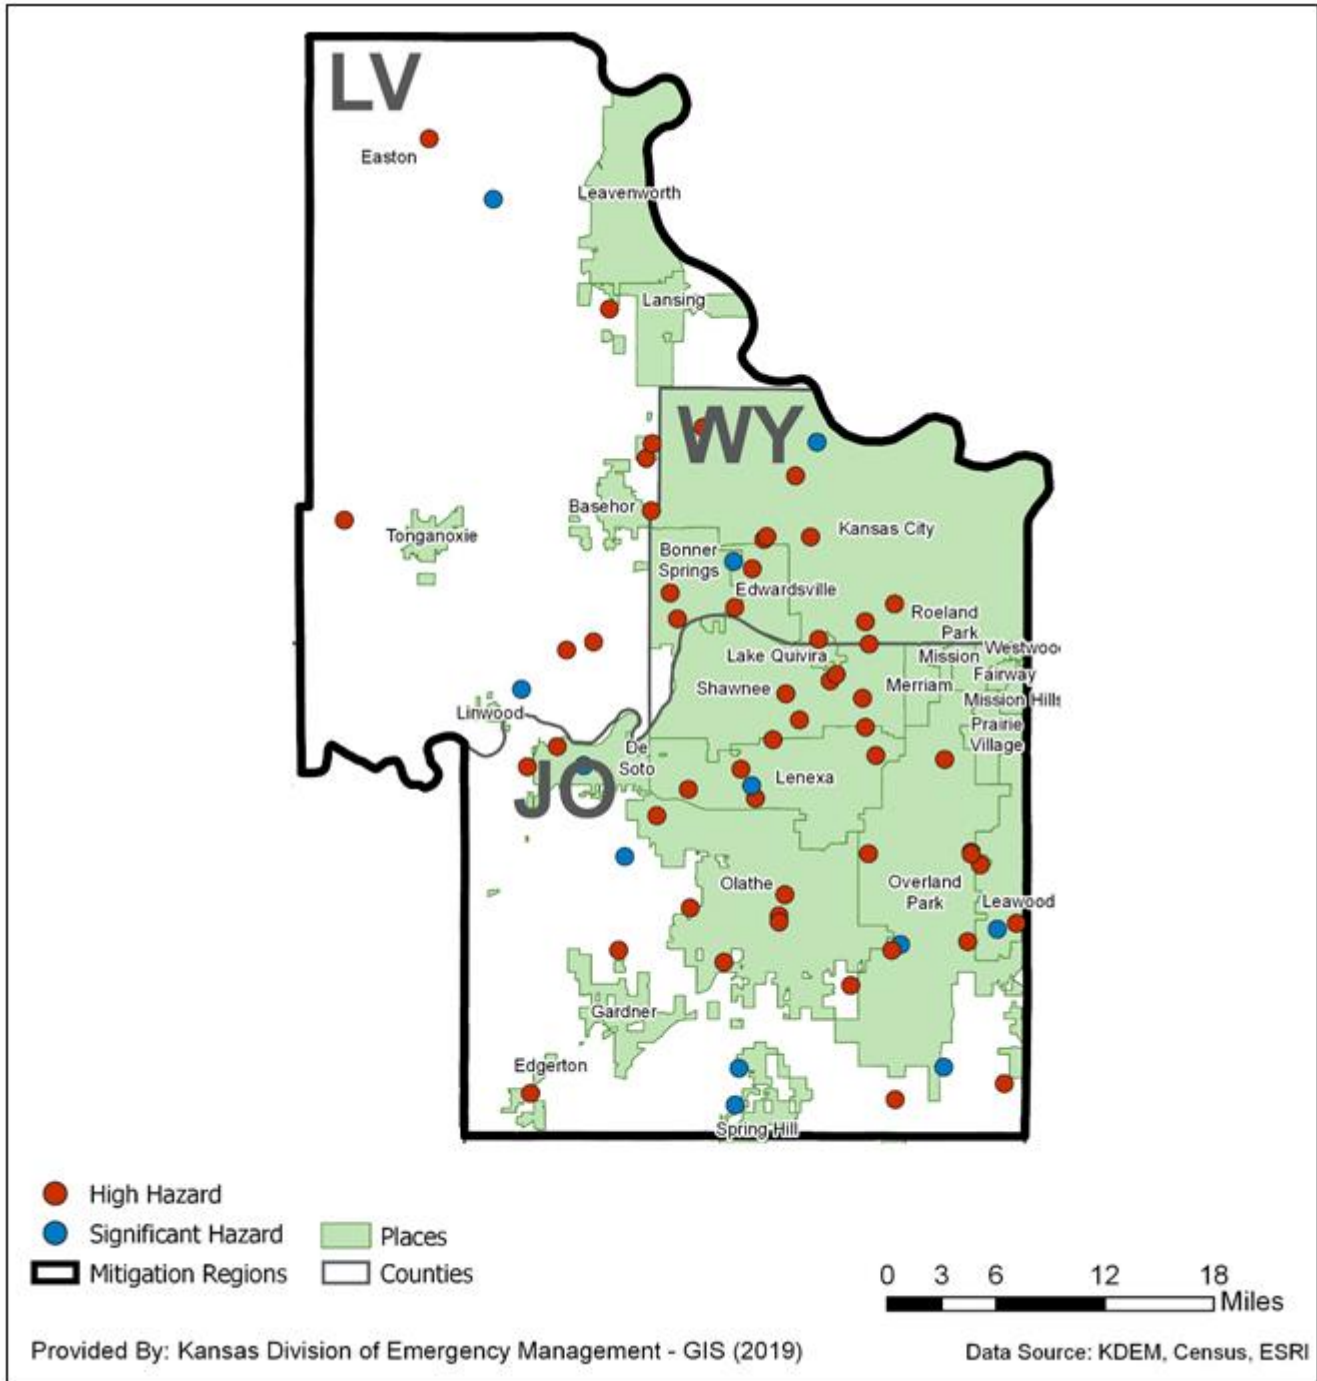 LV
Easton
Leavenworth
Lansing
WY
Basehor
Tonganoxie
Kansas City
Bonner
Springs
Edwardsville
Roeland
Park
Lake Quivira
Mission
Westwoo
Fairway
Shawnee
Merriam
Mission Hills
Linwood
Prairie
Village
De
Soto
JO
Lenexa
Olathe
Overland
Park
Leawood
Gardner
Edgerton
Spring Hill
High Hazard
Significant Hazard
Places
Mitigation Regions
Counties
0 3 6 12 18
Miles
Provided By: Kansas Division of Emergency Management - GIS (2019)
Data Source: KDEM, Census, ESRI